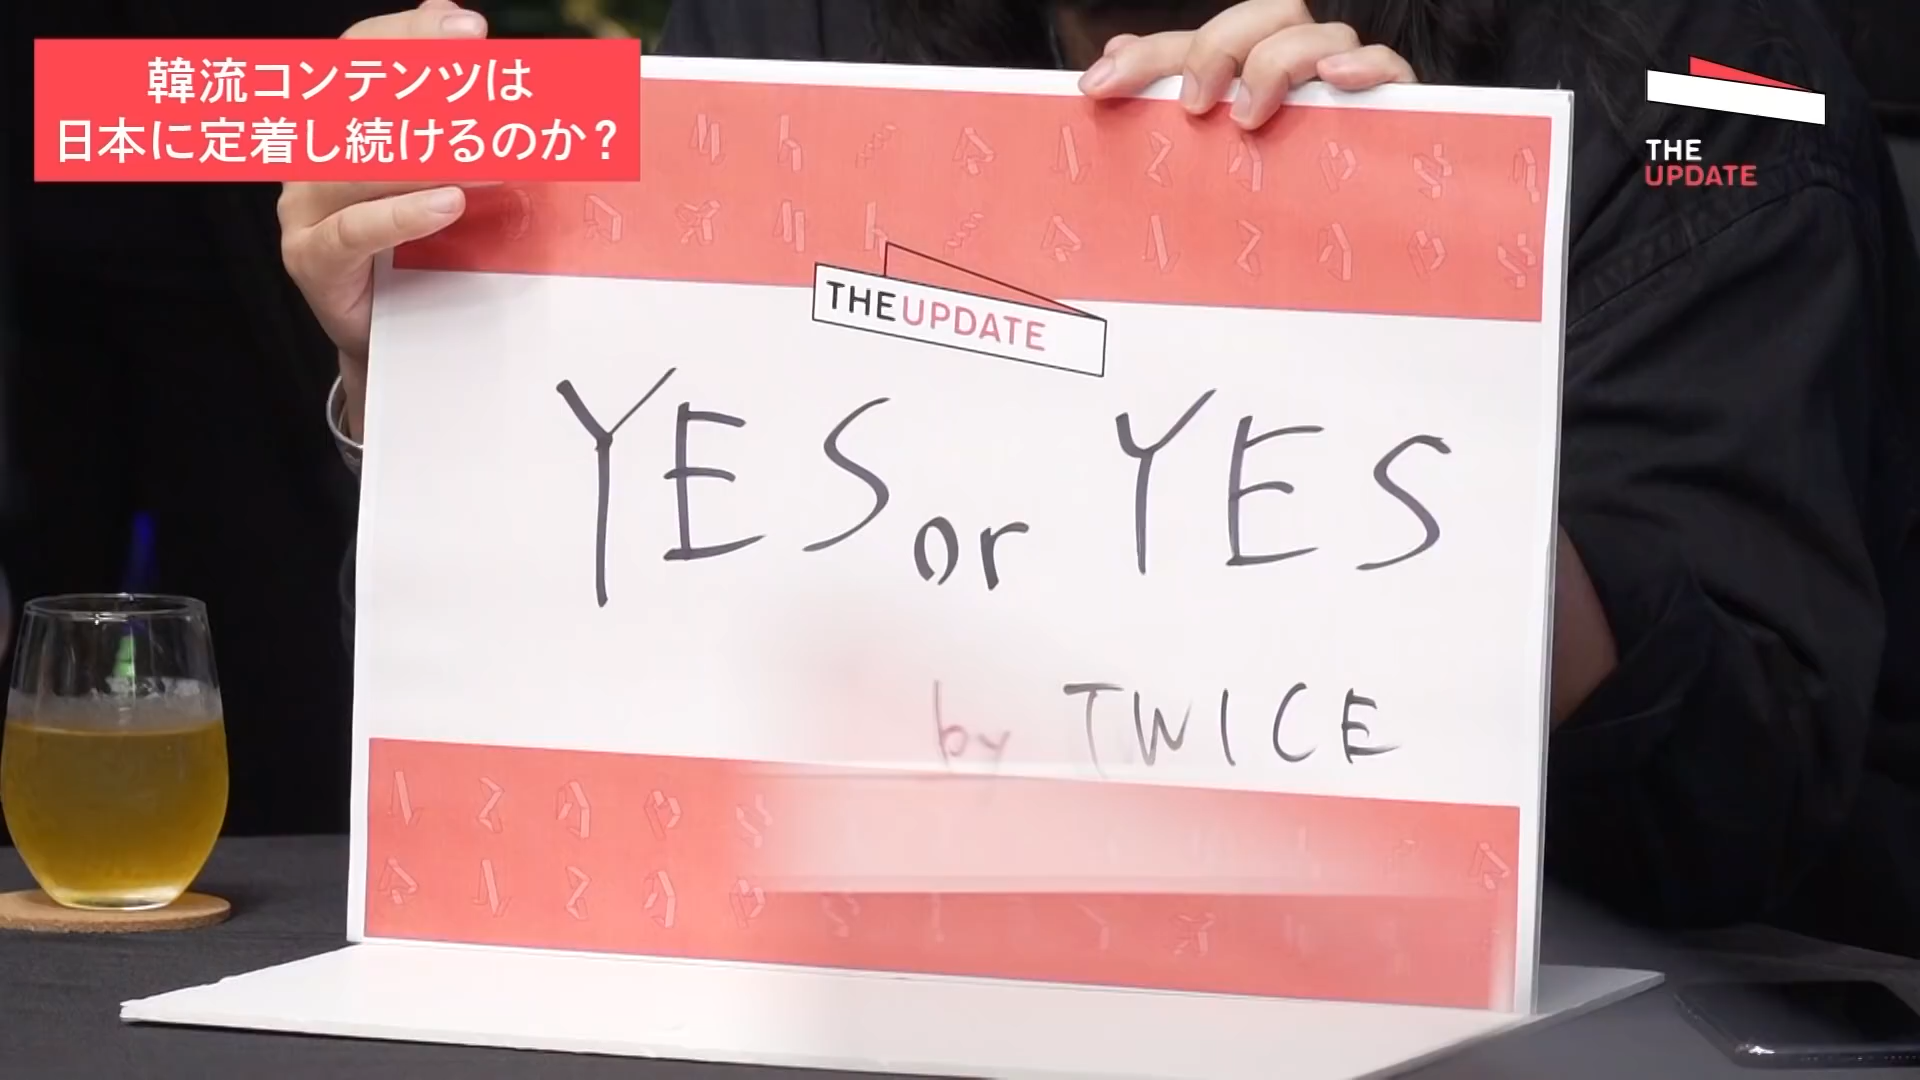 韓流コンテンツは
日本に定着し続けるのか?
THE
UPDATE
THE UPDATE
YES or YES
by TWICE